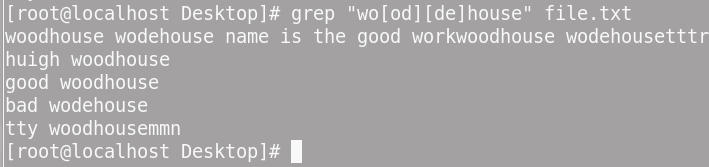 [root@localhost Desktop]# grep "wo[od][de]house" file.txt
woodhouse wodehouse name is the good workwoodhouse wodehousetttr
huigh woodhouse
good woodhouse
bad wodehouse
tty woodhousemmn
[root@localhost Desktop]#